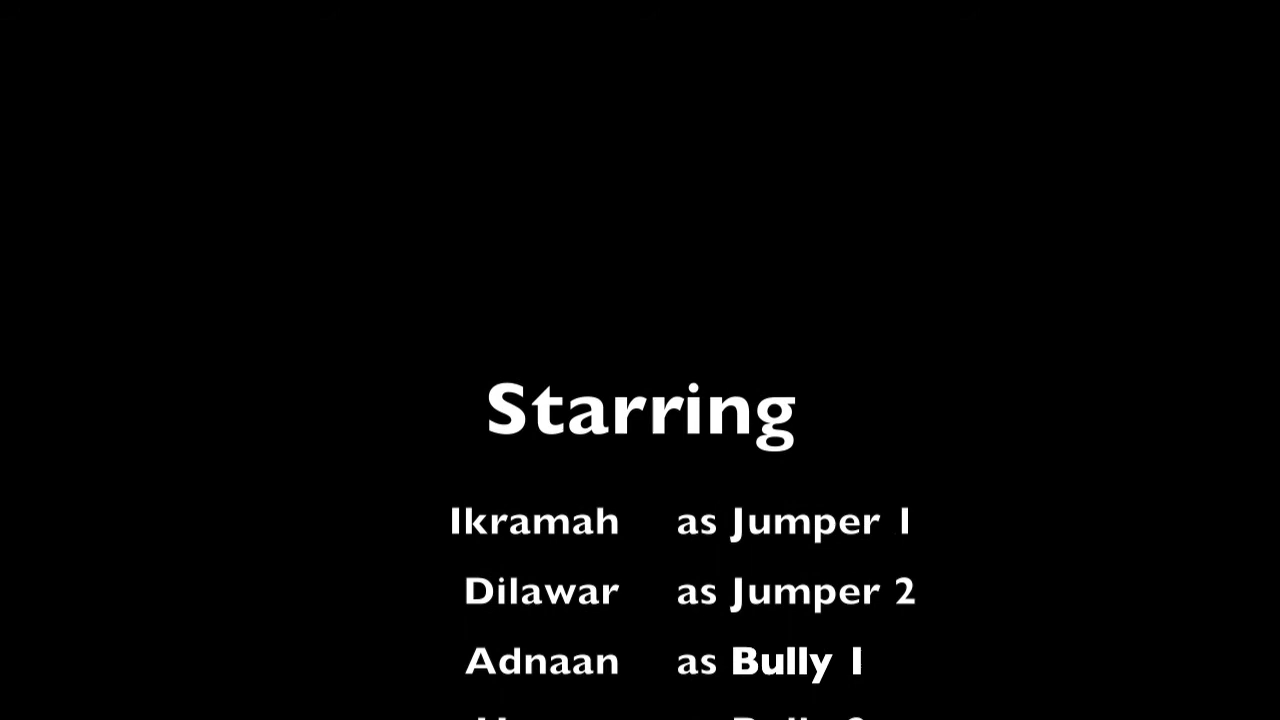 Starring
Ikramah as Jumper 1
Dilawar as Jumper 2
Adnaan as Bully 1